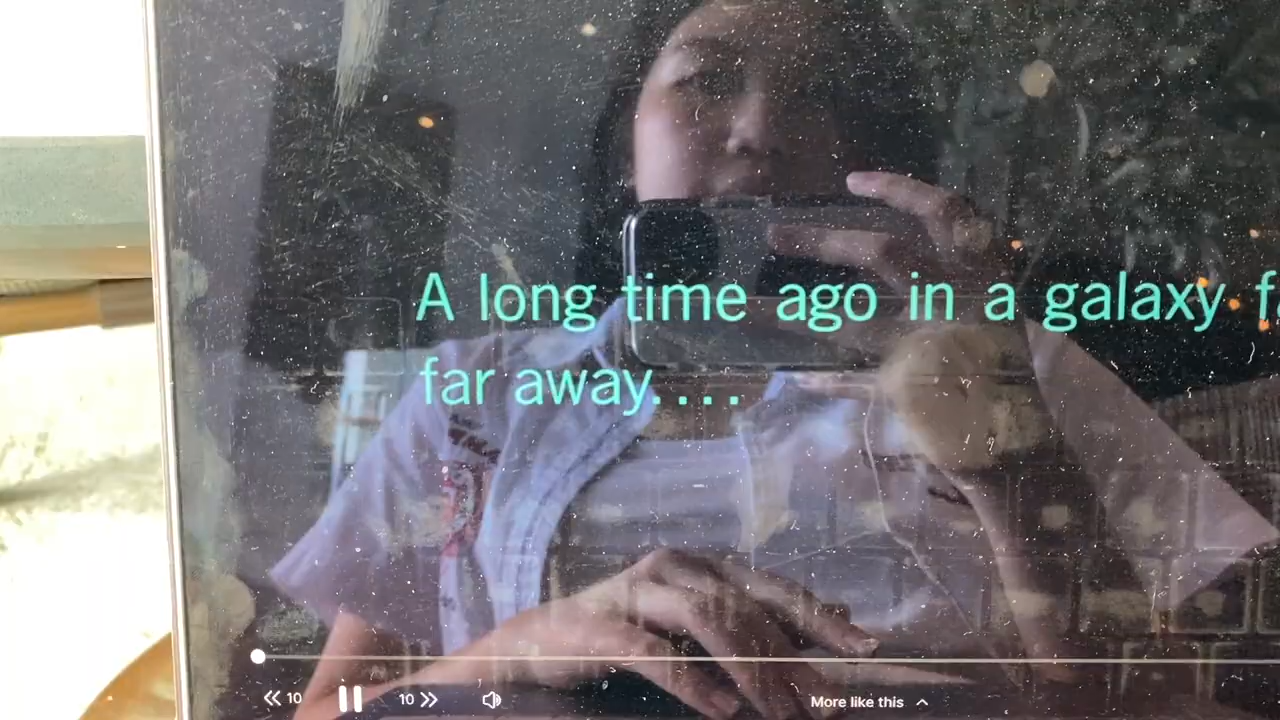 A long time ago in a galaxy
far away....
10
10
More like this